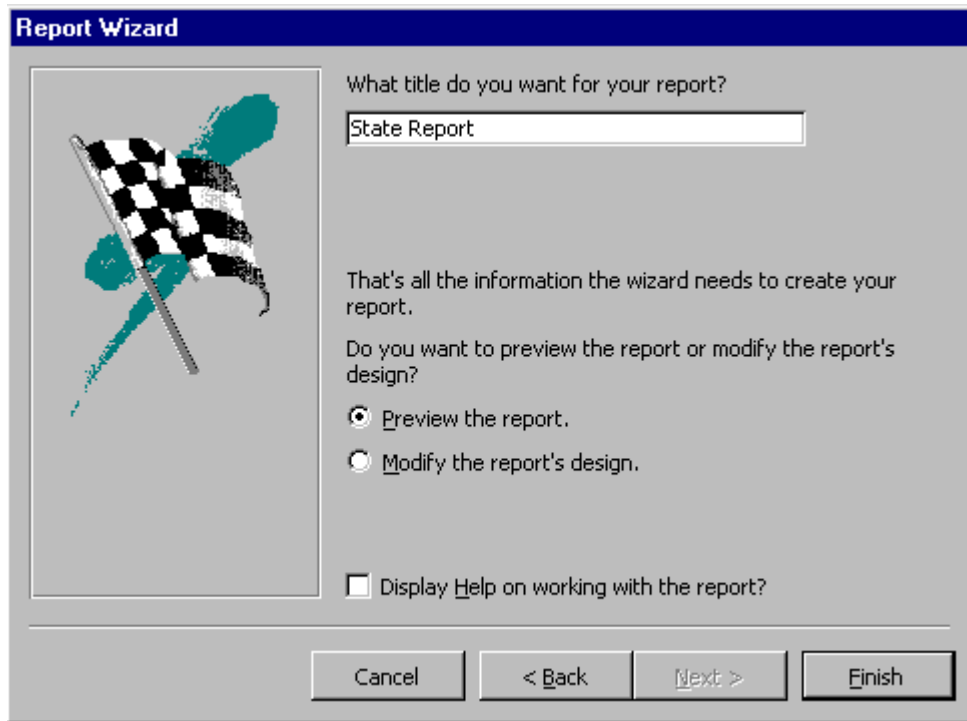 Report Wizard
What title do you want for your report?
State Report
That's all the information the wizard needs to create your
report.
Do you want to preview the report or modify the report's
design?
Preview the report.
Modify the report's design.
Display Help on working with the report?
Cancel
< Back
Next >
Finish